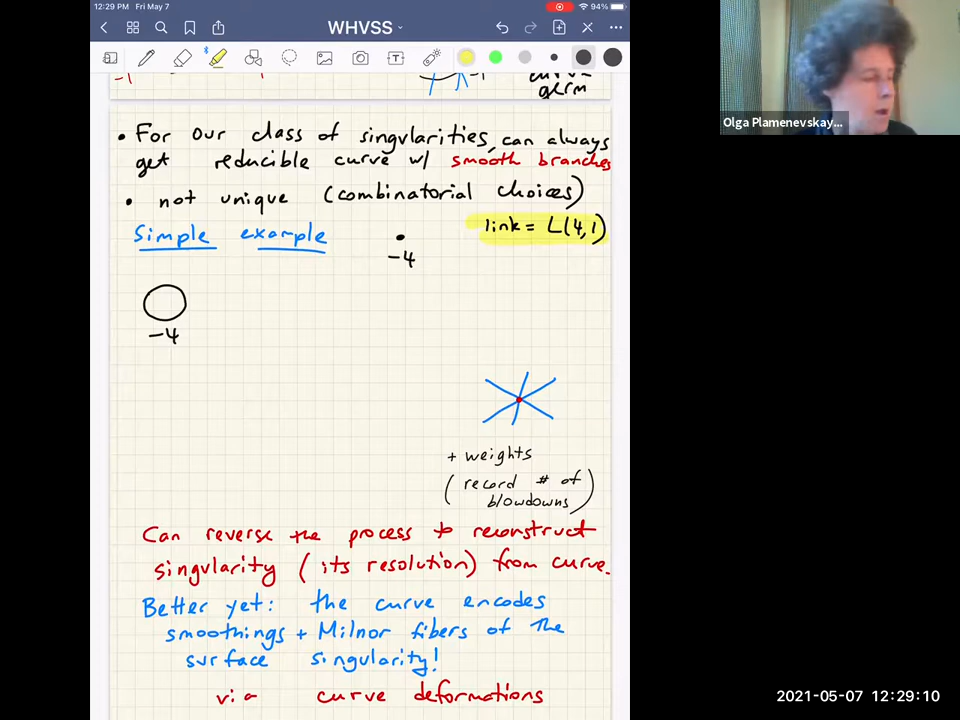 12:29 PM Fri May 7
94%
WHVSS
T
-1
curve
germ
• For our class of singularities, can always
get reducible curve w/ smooth branches
• not unique (combinatorial choices)
Simple example
link = L(4,1)
-4
-4
+ weights
(record # of
blowdowns)
Can reverse the process to reconstruct
singularity (its resolution) from curve.
Better yet: the curve encodes
smoothings + Milnor fibers of the
surface singularity!
via curve deformations
Olga Plamenevskay...
2021-05-07 12:29:10